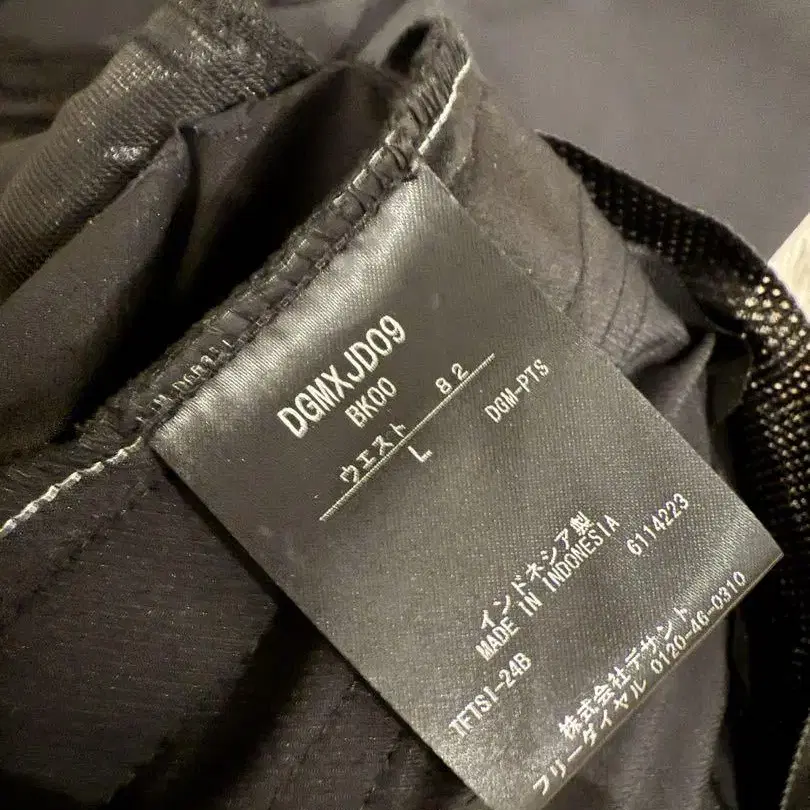 DGMXJD09
BK00
ウエスト 82
L
DGM-PTS
インドネシア製
MADE IN INDONESIA
6114223
TFTSI-24B
株式会社デサント
フリーダイヤル 0120-46-0310